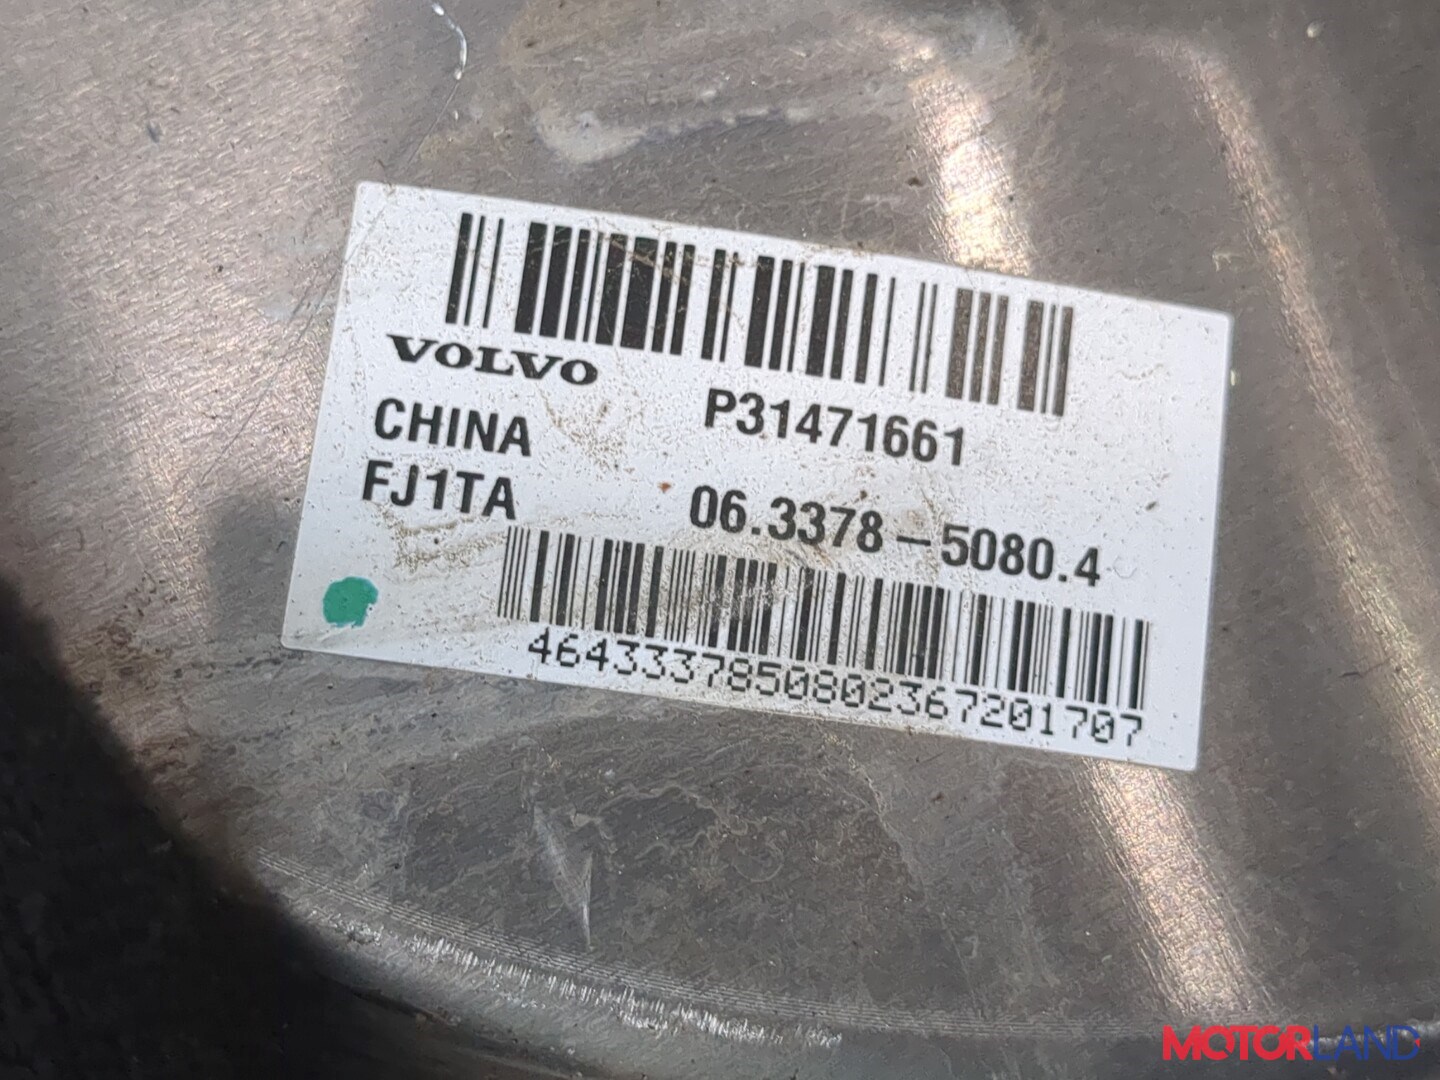 VOLVO
P31471661
CHINA
FJ1TA
06.3378-5080.4
4643337850802367201707
MOTORLAND